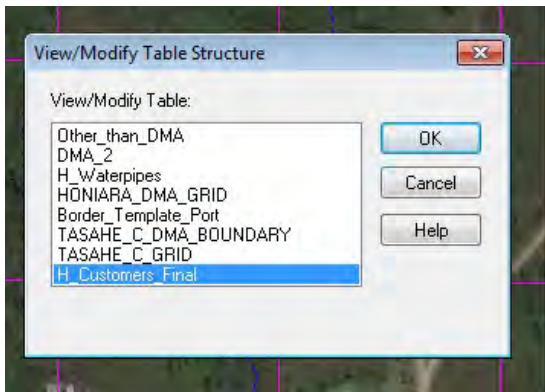 View/Modify Table Structure
View/Modify Table:
Other_than_DMA
DMA_2
H_Waterpipes
HONIARA_DMA_GRID
Border_Template_Port
TASAHE_C_DMA_BOUNDARY
TASAHE_C_GRID
H_Customers_Final
OK
Cancel
Help